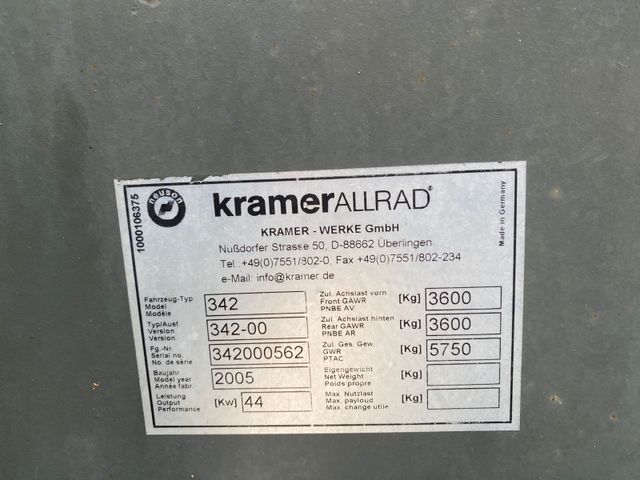 1000106375
neuson
kramerALLRAD®
Made in Germany
KRAMER - WERKE GmbH
Nußdorfer Strasse 50, D-88662 Überlingen
Tel.:+49(0)7551/802-0, Fax +49(0)7551/802-234
e-Mail: info@kramer.de
Fahrzeug-Typ
Model
Modèle
342
Typ/Ausf.
Version
Version
342-00
Fg.-Nr.
Serial no.
No. de série
342000562
Baujahr
Model year
Année fabr.
2005
Leistung
Output
Performance
[Kw] 44
Zul. Achslast vorn
Front GAWR
PNBE AV
[Kg] 3600
Zul. Achslast hinten
Rear GAWR
PNBE AR
[Kg] 3600
Zul. Ges. Gew.
GWR
PTAC
[Kg] 5750
Eigengewicht
Net Weight
Poids propre
[Kg]
Max. Nutzlast
Max. payloud
Max. change utile
[Kg]